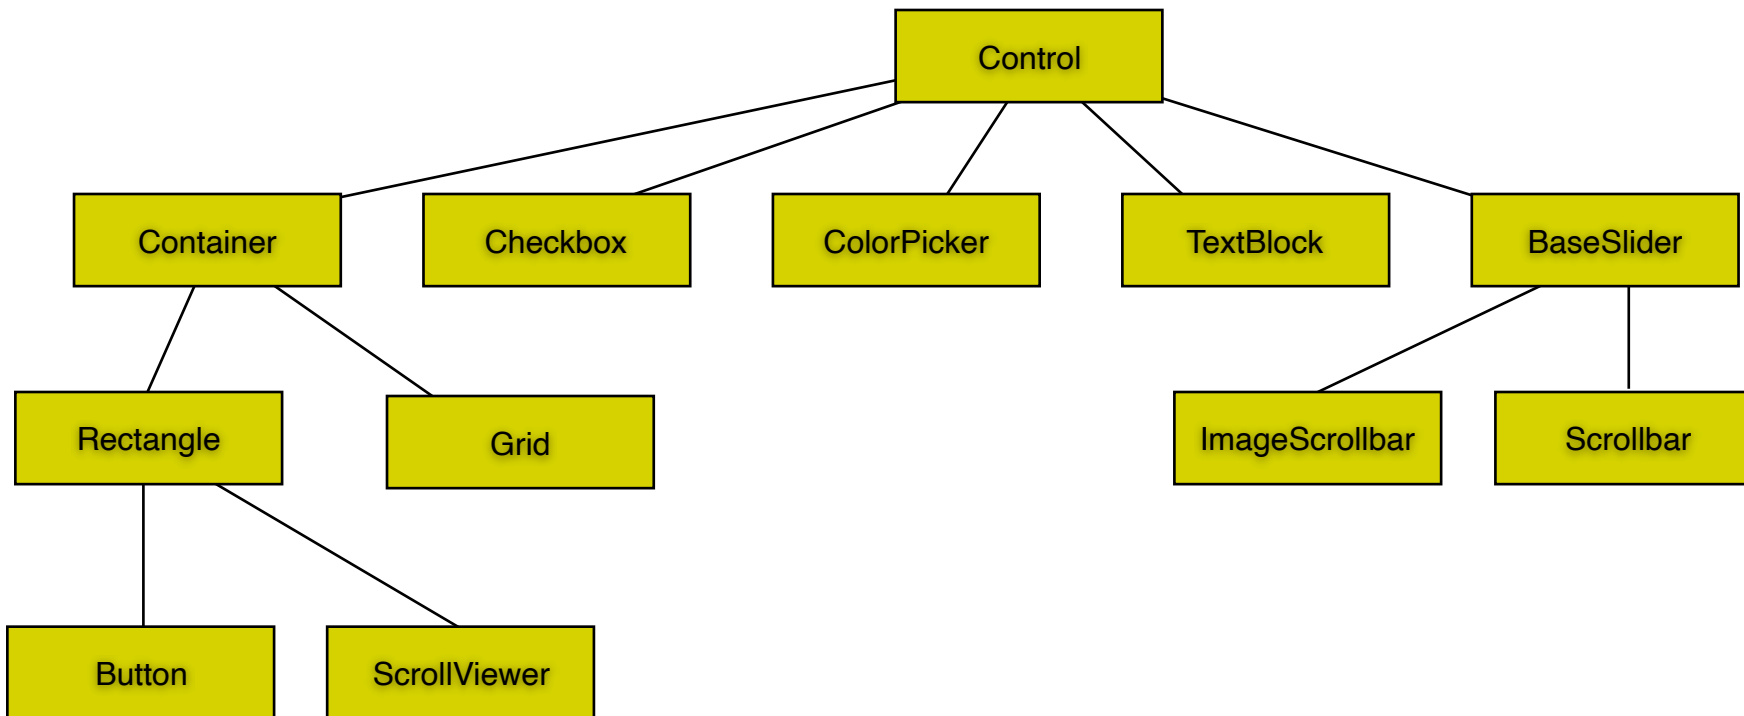 Control
Container
Checkbox
ColorPicker
TextBlock
BaseSlider
Rectangle
Grid
ImageScrollbar
Scrollbar
Button
ScrollViewer